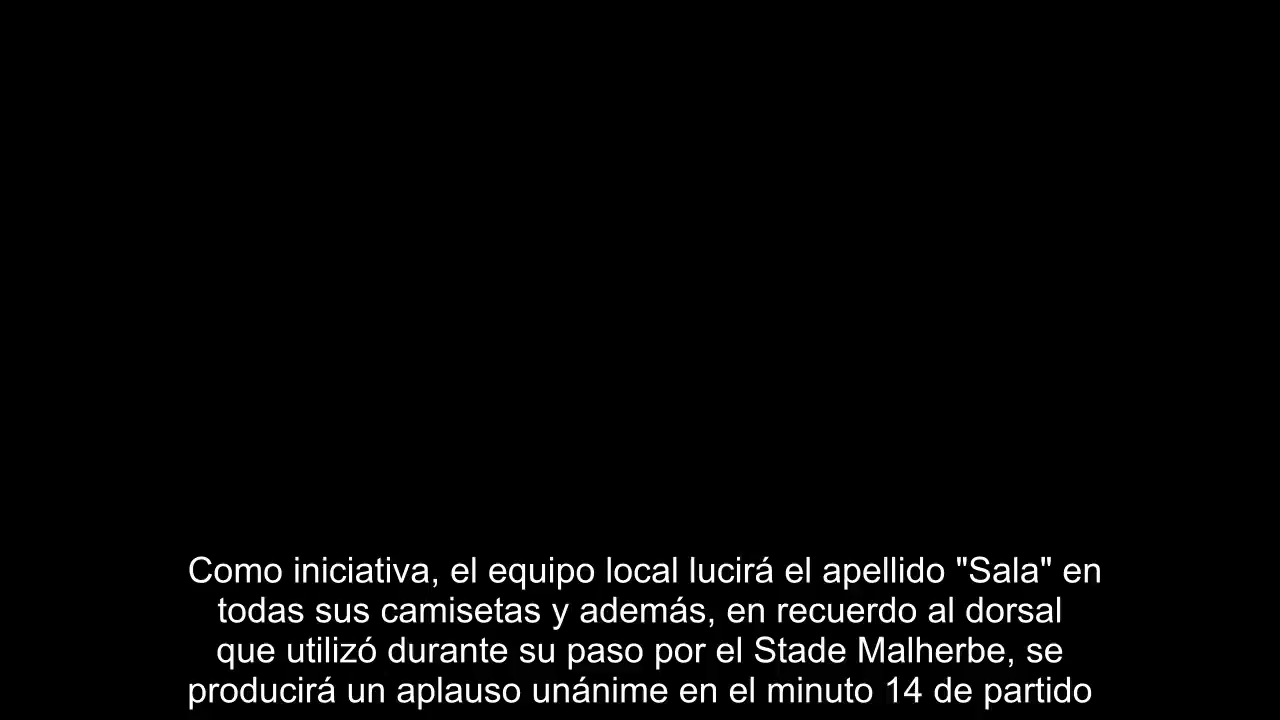 Como iniciativa, el equipo local lucirá el apellido "Sala" en
todas sus camisetas y además, en recuerdo al dorsal
que utilizó durante su paso por el Stade Malherbe, se
producirá un aplauso unánime en el minuto 14 de partido